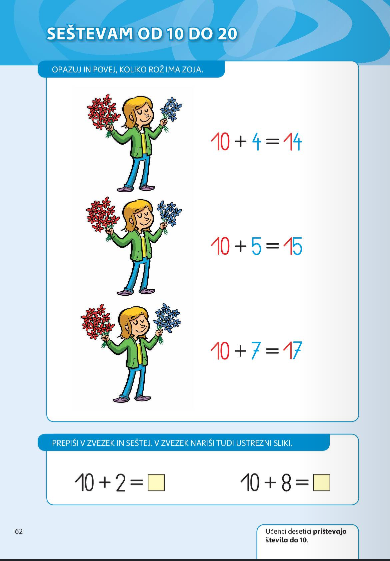 SEŠTEVAM OD 10 DO 20
OPAZUJ IN POVEJ, KOLIKO ROŽ IMA ZOJA.
10 + 4 = 14
10 + 5 = 15
10 + 7 = 17
PREPIŠI V ZVEZEK IN SEŠTEJ. V ZVEZEK NARIŠI TUDI USTREZNI SLIKI.
10 + 2 =
10 + 8 =
62
Učenci desetici prištevajo
števila do 10.